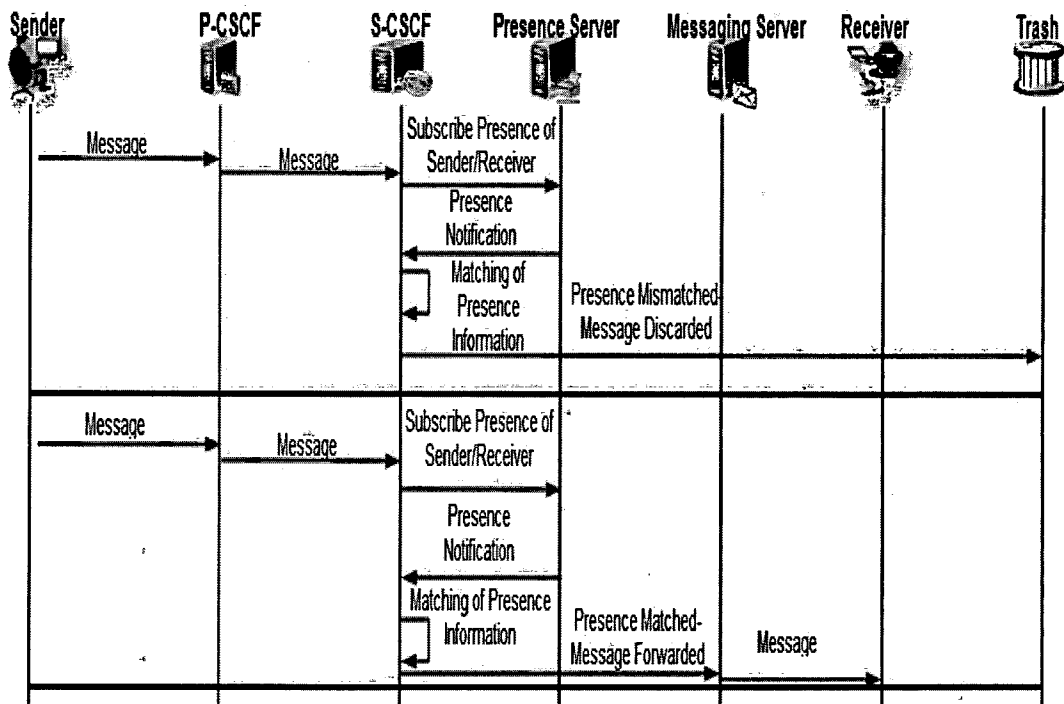 Sender
P-CSCF
S-CSCF
Presence Server
Messaging Server
Receiver
Trash
Message
Message
Subscribe Presence of
Sender/Receiver
Presence
Notification
Matching of
Presence
Information
Presence Mismatched-
Message Discarded
Message
Message
Subscribe Presence of
Sender/Receiver
Presence
Notification
Matching of Presence
Information
Presence Matched-
Message Forwarded
Message